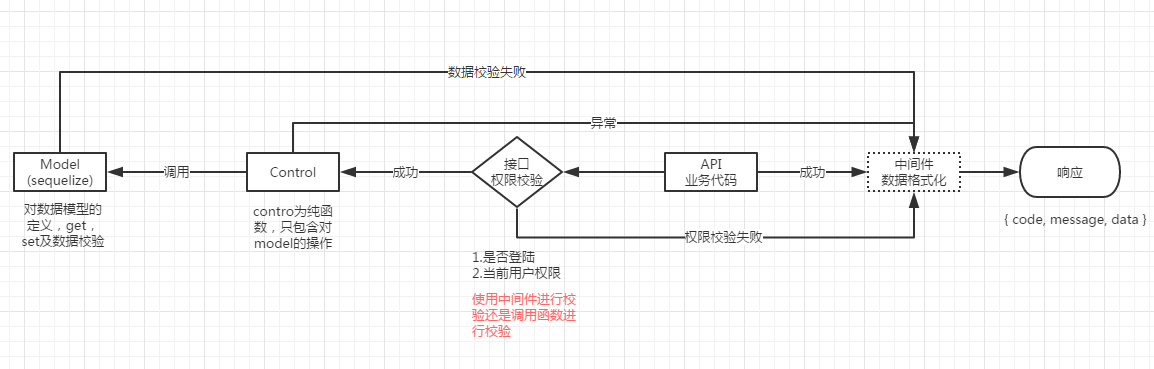 数据校验失败
异常
Model
(sequelize)
调用
Control
成功
接口
权限校验
API
业务代码
成功
中间件
数据格式化
响应
对数据模型的
定义，get，
set及数据校验
contro为纯函
数，只包含对
model的操作
{ code, message, data }
权限校验失败
1.是否登陆
2.当前用户权限
使用中间件进行校
验还是调用函数进
行校验